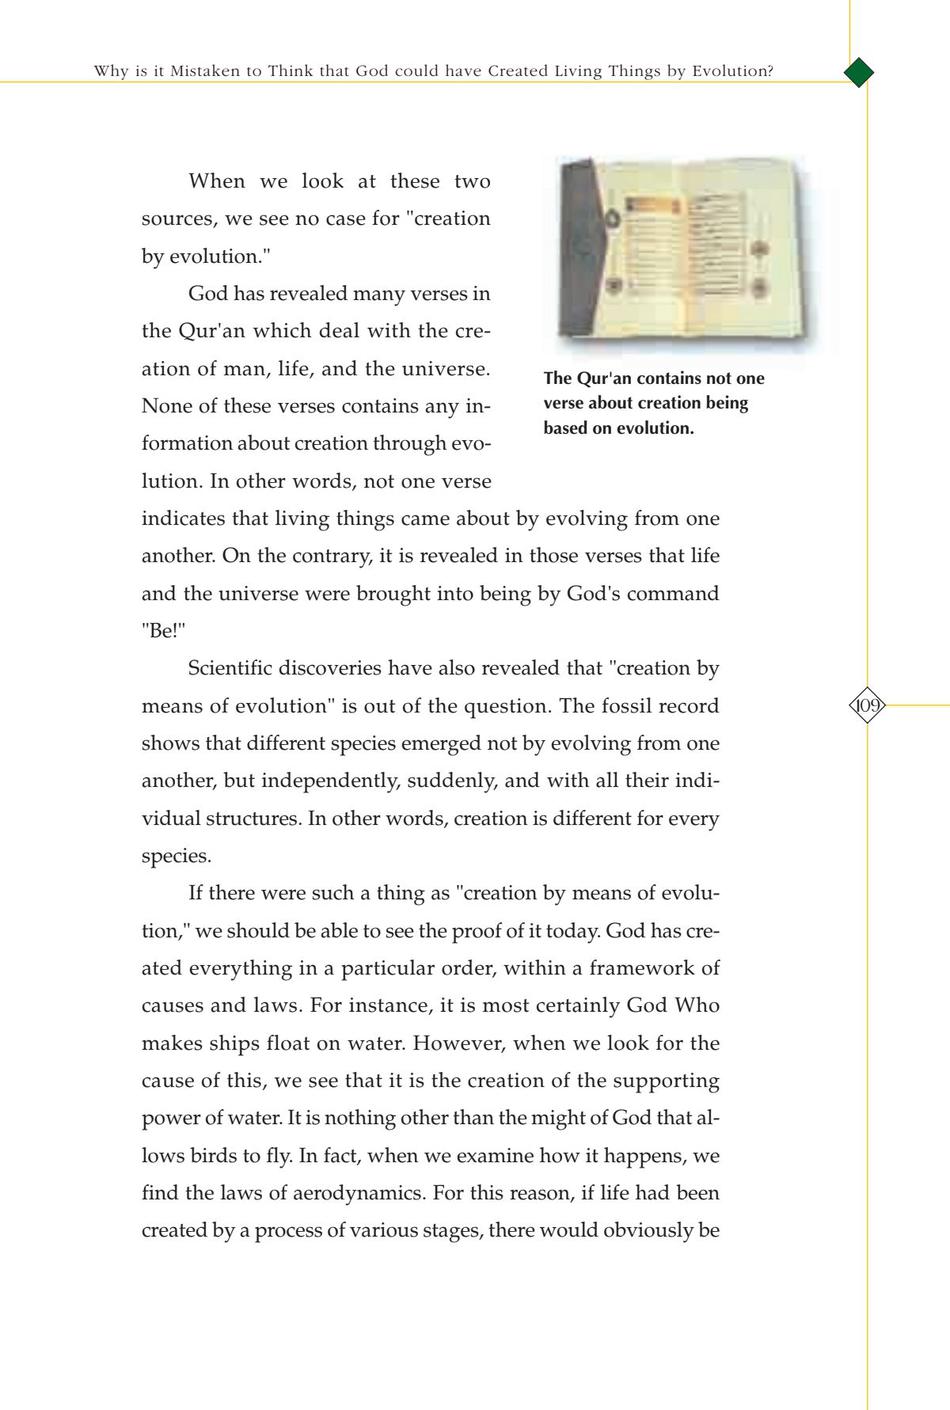 Why is it Mistaken to Think that God could have Created Living Things by Evolution?
When we look at these two
sources, we see no case for "creation
by evolution."
God has revealed many verses in
the Qur'an which deal with the cre-
ation of man, life, and the universe.
None of these verses contains any in-
formation about creation through evo-
lution. In other words, not one verse
The Qur'an contains not one
verse about creation being
based on evolution.
indicates that living things came about by evolving from one
another. On the contrary, it is revealed in those verses that life
and the universe were brought into being by God's command
"Be!"
Scientific discoveries have also revealed that "creation by
means of evolution" is out of the question. The fossil record
shows that different species emerged not by evolving from one
another, but independently, suddenly, and with all their indi-
vidual structures. In other words, creation is different for every
species.
If there were such a thing as "creation by means of evolu-
tion," we should be able to see the proof of it today. God has cre-
ated everything in a particular order, within a framework of
causes and laws. For instance, it is most certainly God Who
makes ships float on water. However, when we look for the
cause of this, we see that it is the creation of the supporting
power of water. It is nothing other than the might of God that al-
lows birds to fly. In fact, when we examine how it happens, we
find the laws of aerodynamics. For this reason, if life had been
created by a process of various stages, there would obviously be
109